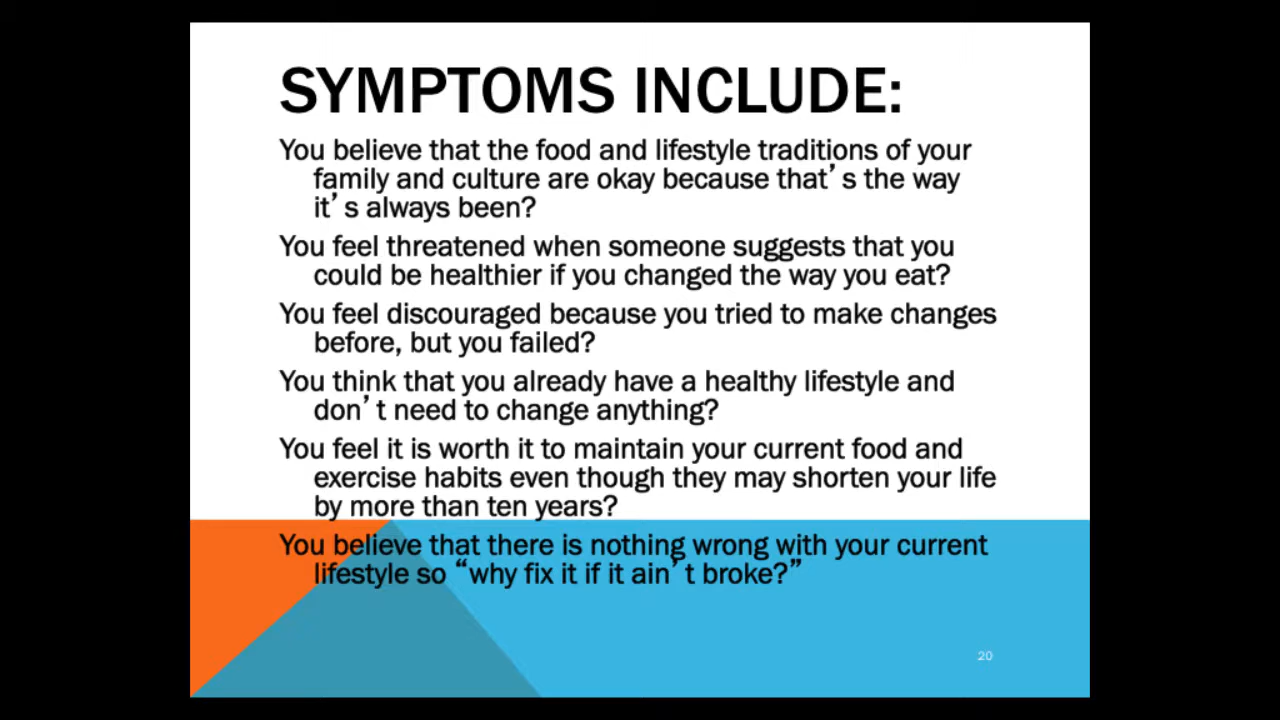 SYMPTOMS INCLUDE:
You believe that the food and lifestyle traditions of your
family and culture are okay because that’s the way
it’s always been?
You feel threatened when someone suggests that you
could be healthier if you changed the way you eat?
You feel discouraged because you tried to make changes
before, but you failed?
You think that you already have a healthy lifestyle and
don’t need to change anything?
You feel it is worth it to maintain your current food and
exercise habits even though they may shorten your life
by more than ten years?
You believe that there is nothing wrong with your current
lifestyle so “why fix it if it ain’t broke?”
20